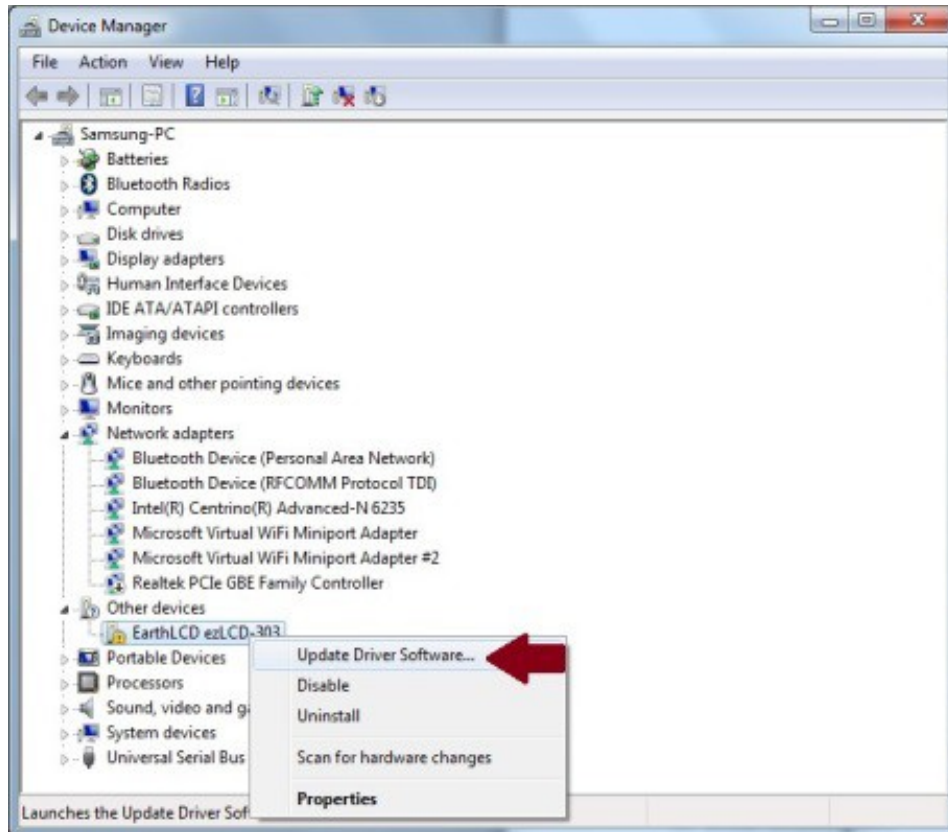 Device Manager
File Action View Help
Samsung-PC
Batteries
Bluetooth Radios
Computer
Disk drives
Display adapters
Human Interface Devices
IDE ATA/ATAPI controllers
Imaging devices
Keyboards
Mice and other pointing devices
Monitors
Network adapters
Bluetooth Device (Personal Area Network)
Bluetooth Device (RFCOMM Protocol TDI)
Intel(R) Centrino(R) Advanced-N 6235
Microsoft Virtual WiFi Miniport Adapter
Microsoft Virtual WiFi Miniport Adapter #2
Realtek PCIe GBE Family Controller
Other devices
EarthLCD ezLCD-303
Portable Devices
Processors
Sound, video and g
System devices
Universal Serial Bus
Update Driver Software...
Disable
Uninstall
Scan for hardware changes
Properties
Launches the Update Driver Sof